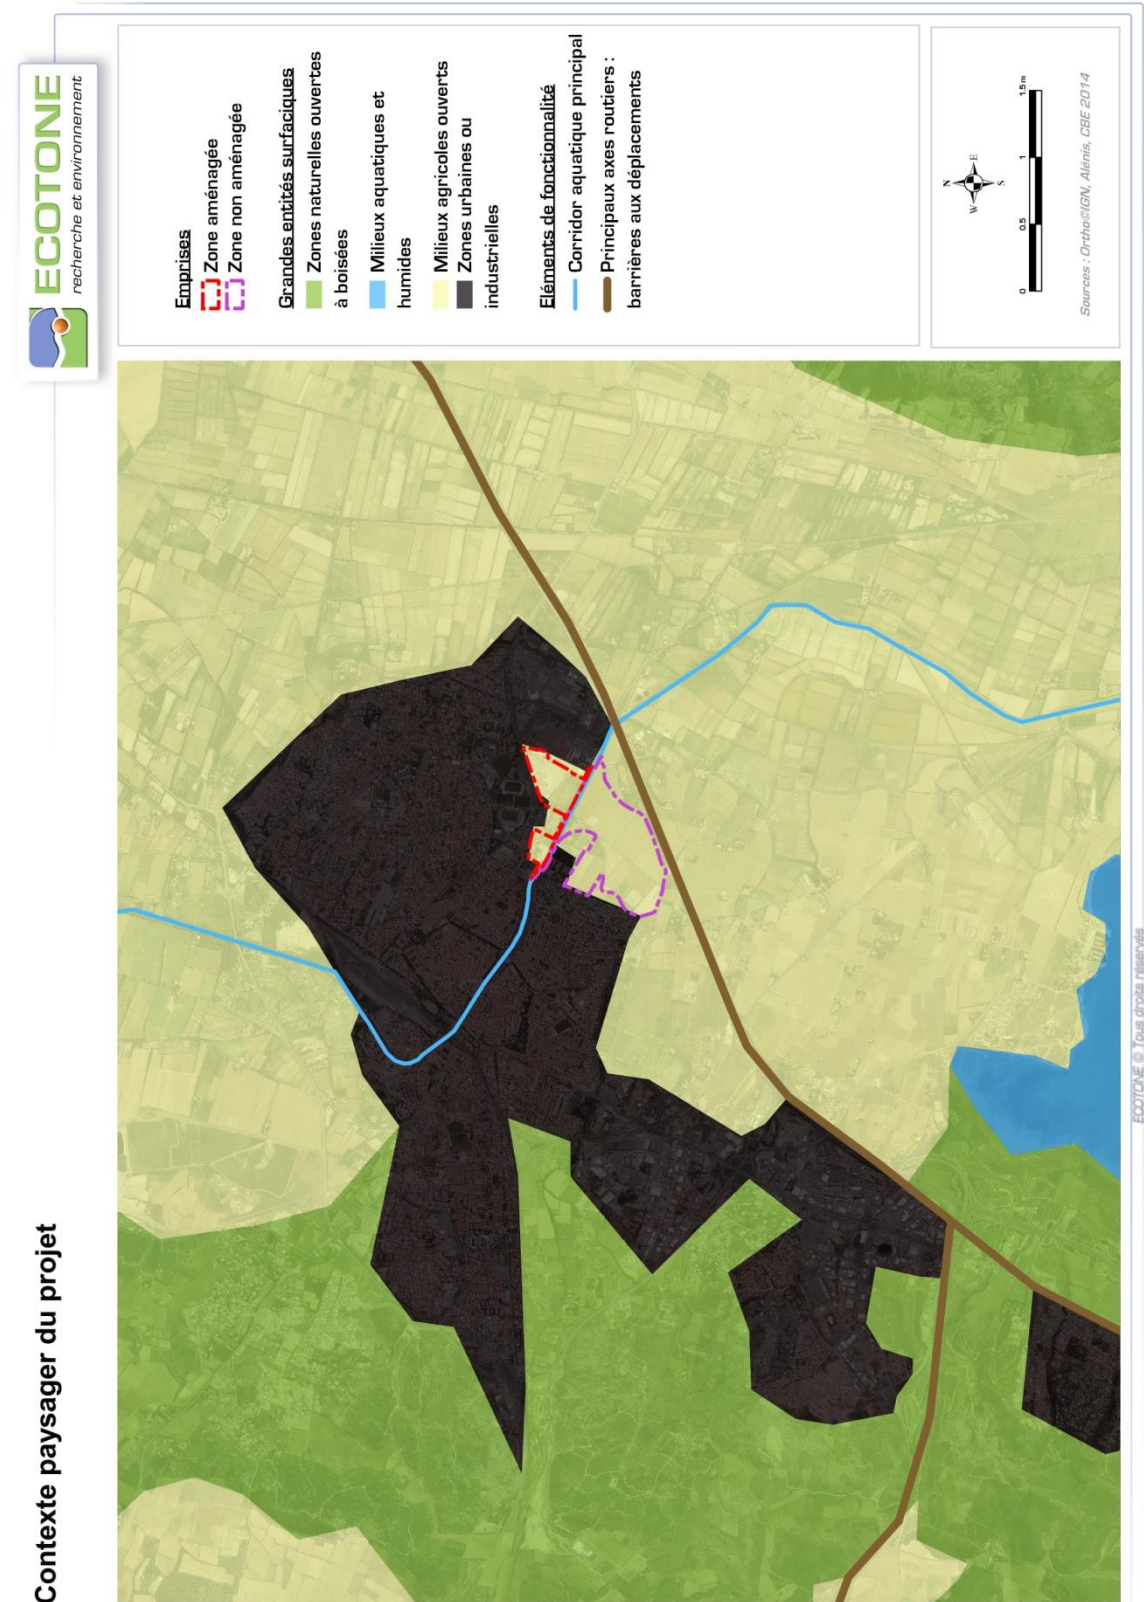 Contexte paysager du projet
ECOTONE
recherche et environnement
Emprises
Zone aménagée
Zone non aménagée
Grandes entités surfaciques
Zones naturelles ouvertes
à boisées
Milieux aquatiques et
humides
Milieux agricoles ouverts
Zones urbaines ou
industrielles
Eléments de fonctionnalité
Corridor aquatique principal
Principaux axes routiers :
barrières aux déplacements
N
W E
S
0 0.5 1 1.5 m
Sources : Ortho©IGN, Alénis, CBE 2014
ECOTONE © Tous droits réservés